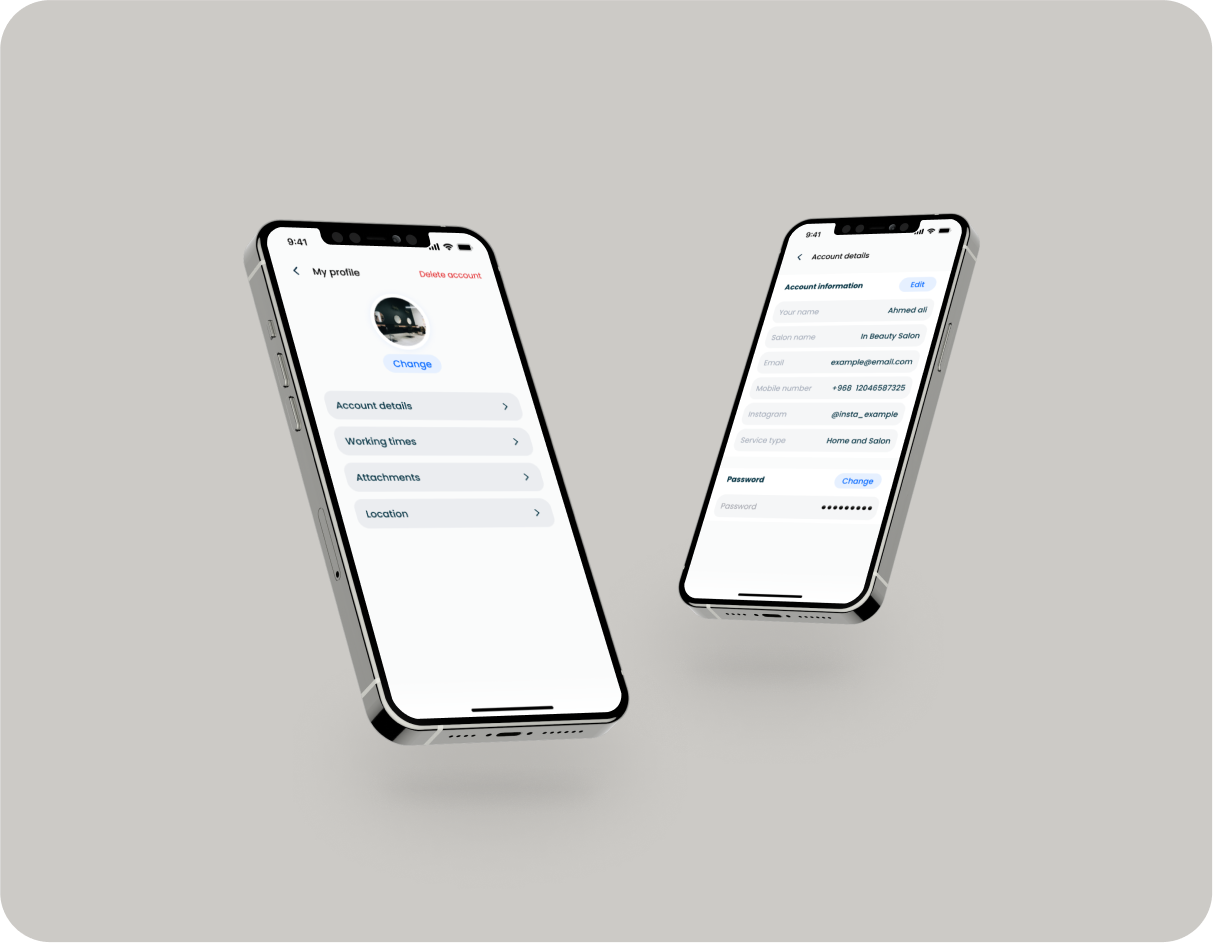 9:41
My profile
Delete account
Change
Account details
Working times
Attachments
Location
9:41
Account details
Account information
Edit
Your name Ahmed ali
Salon name In Beauty Salon
Email example@email.com
Mobile number +968 12046587325
Instagram @insta_example
Service type Home and Salon
Password
Change
Password •••••••••